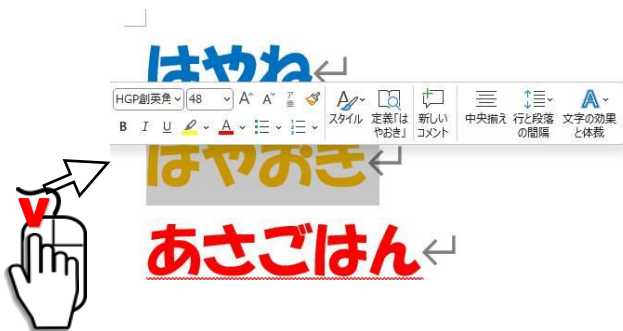 はやね
HGP創英角 48 A A ア亜
B I U A
スタイル 定義「はやおき」 新しいコメント 中央揃え 行と段落の間隔 文字の効果と体裁
はやおき
V
あさごはん